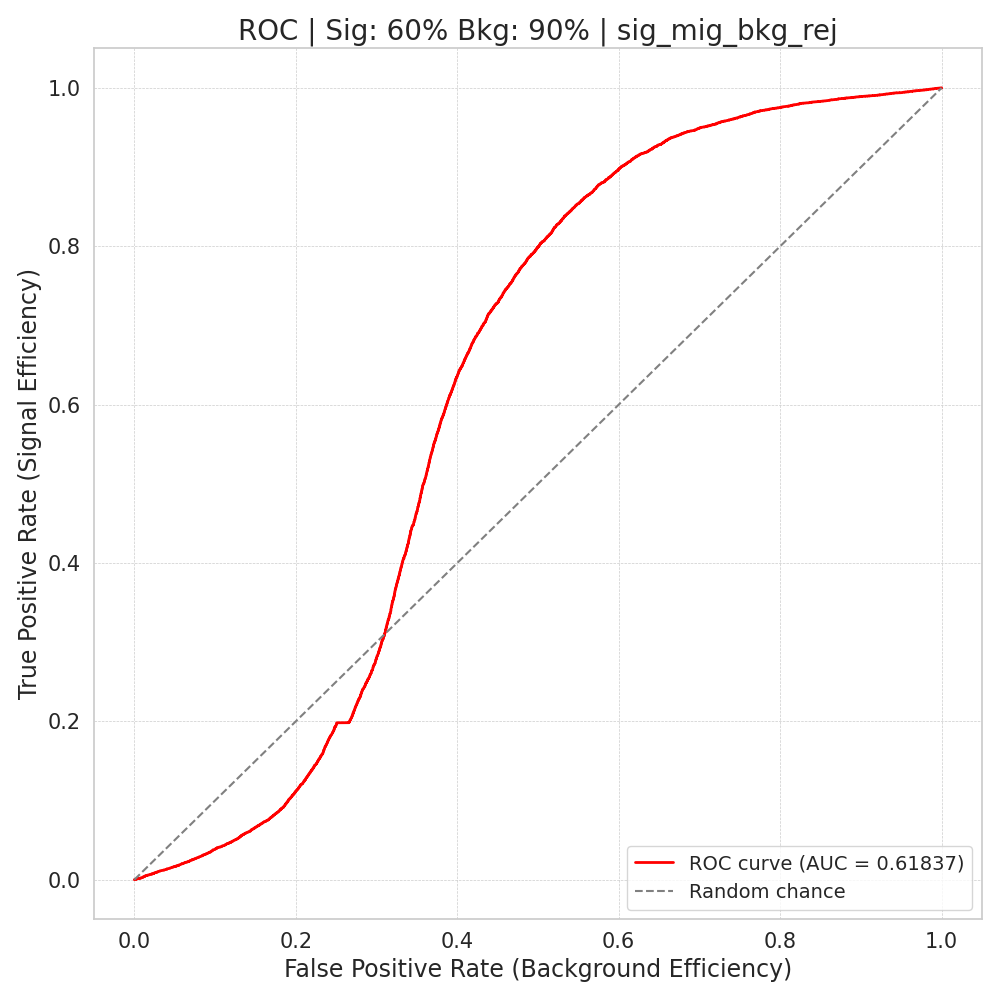 ROC | Sig: 60% Bkg: 90% | sig_mig_bkg_rej
True Positive Rate (Signal Efficiency)
1.0
0.8
0.6
0.4
0.2
0.0
ROC curve (AUC = 0.61837)
Random chance
0.0 0.2 0.4 0.6 0.8 1.0
False Positive Rate (Background Efficiency)